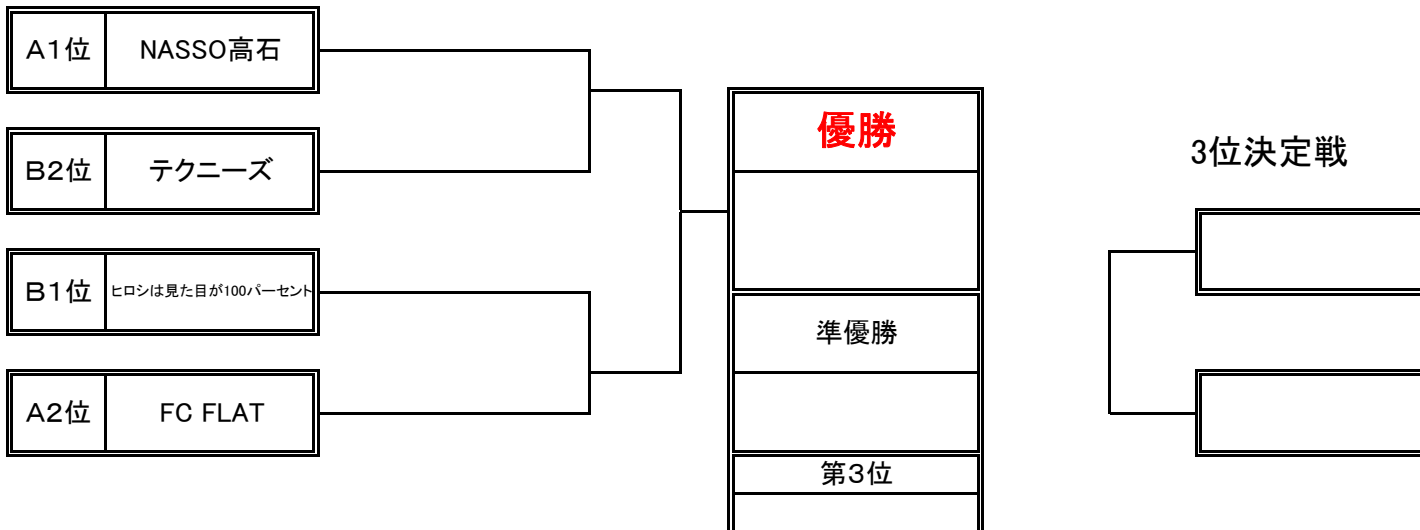 A1位 NASSO高石
B2位 テクニーズ
B1位 ヒロシは見た目が100パーセント
A2位 FC FLAT
優勝
準優勝
第3位
3位決定戦